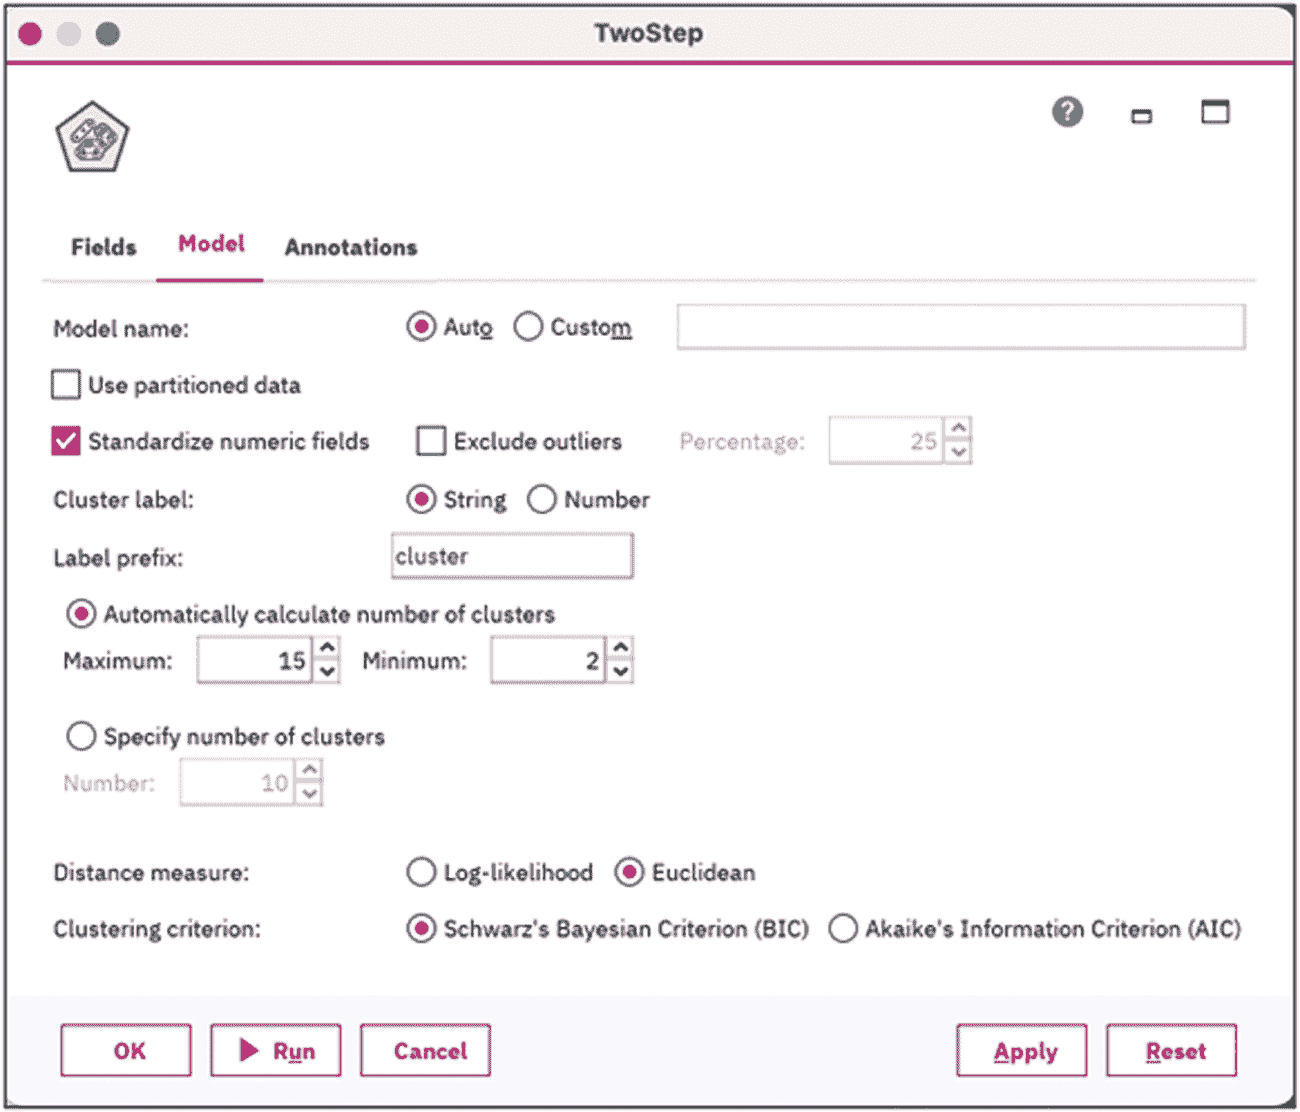 TwoStep
?
Fields Model Annotations
Model name: Auto Custom
Use partitioned data
Standardize numeric fields Exclude outliers Percentage: 25
Cluster label: String Number
Label prefix: cluster
Automatically calculate number of clusters
Maximum: 15 Minimum: 2
Specify number of clusters
Number: 10
Distance measure: Log-likelihood Euclidean
Clustering criterion: Schwarz's Bayesian Criterion (BIC) Akaike's Information Criterion (AIC)
OK Run Cancel Apply Reset